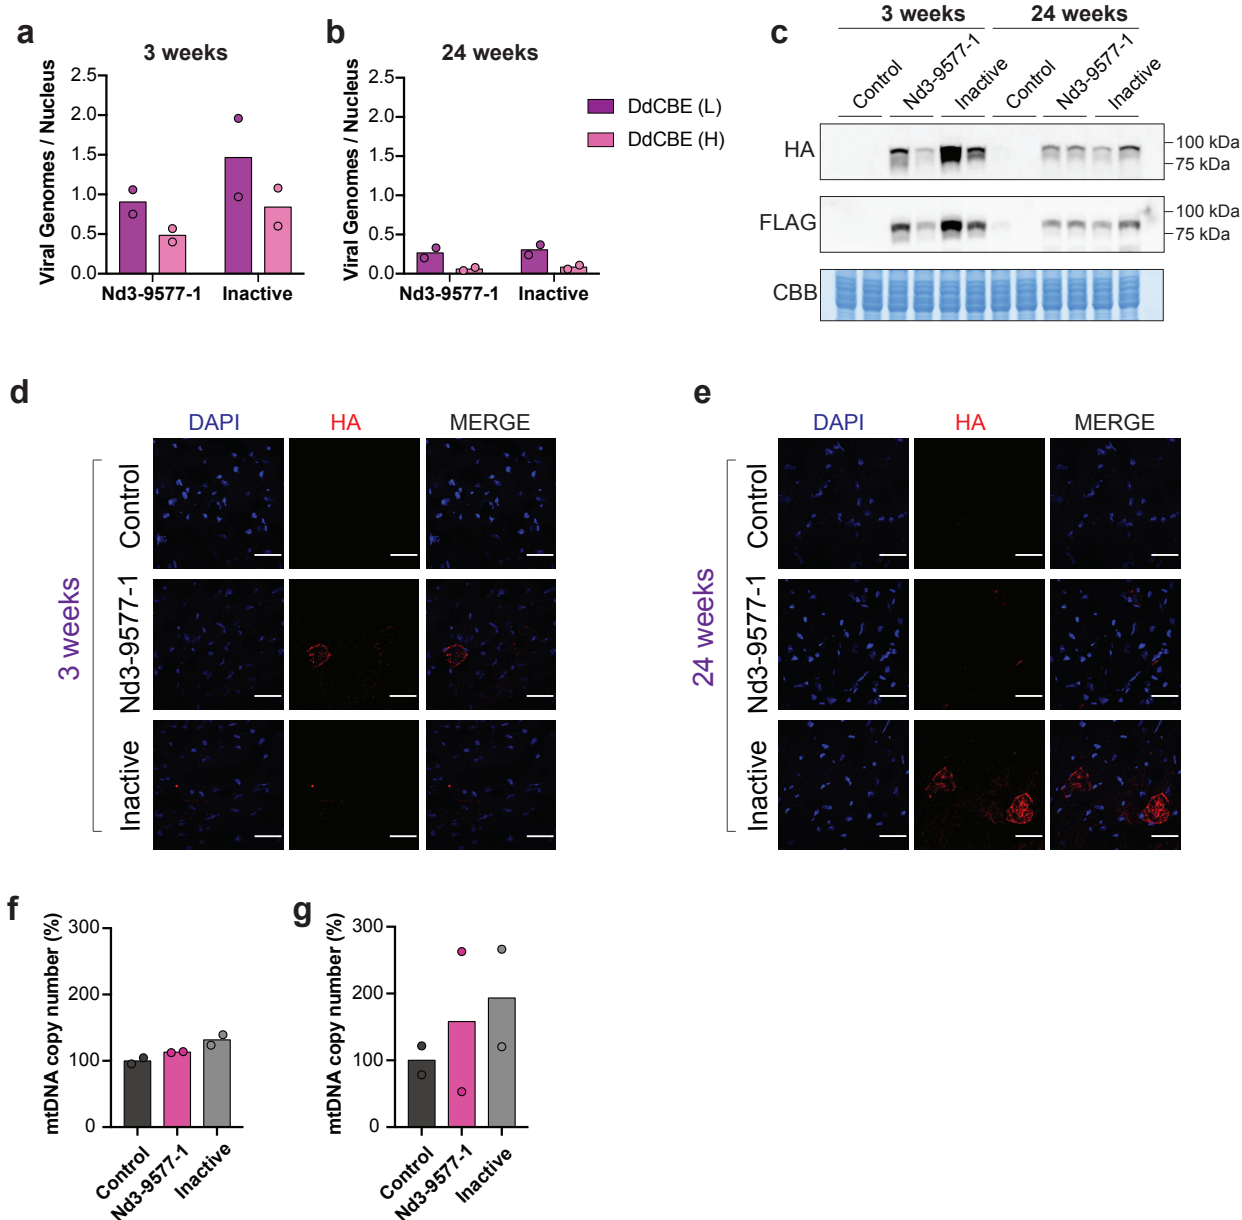 a
3 weeks
Viral Genomes / Nucleus
2.5
2.0
1.5
1.0
0.5
0.0
Nd3-9577-1 Inactive
b
24 weeks
Viral Genomes / Nucleus
2.5
2.0
1.5
1.0
0.5
0.0
Nd3-9577-1 Inactive
DdCBE (L)
DdCBE (H)
c
3 weeks 24 weeks
Control Nd3-9577-1 Inactive Control Nd3-9577-1 Inactive
HA
100 kDa
75 kDa
FLAG
100 kDa
75 kDa
CBB
d
DAPI HA MERGE
3 weeks
Control
Nd3-9577-1
Inactive
e
DAPI HA MERGE
24 weeks
Control
Nd3-9577-1
Inactive
f
mtDNA copy number (%)
300
200
100
0
Control Nd3-9577-1 Inactive
g
mtDNA copy number (%)
300
200
100
0
Control Nd3-9577-1 Inactive